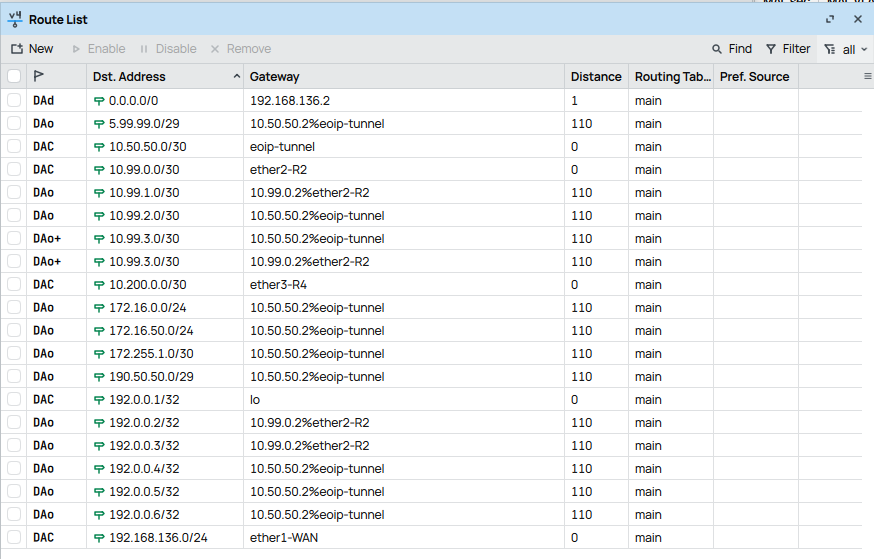 v4 Route List
New Enable Disable Remove Find Filter all
Dst. Address Gateway Distance Routing Tab... Pref. Source
DAd 0.0.0.0/0 192.168.136.2 1 main
DAo 5.99.99.0/29 10.50.50.2%eoip-tunnel 110 main
DAC 10.50.50.0/30 eoip-tunnel 0 main
DAC 10.99.0.0/30 ether2-R2 0 main
DAo 10.99.1.0/30 10.99.0.2%ether2-R2 110 main
DAo 10.99.2.0/30 10.50.50.2%eoip-tunnel 110 main
DAo+ 10.99.3.0/30 10.50.50.2%eoip-tunnel 110 main
DAo+ 10.99.3.0/30 10.99.0.2%ether2-R2 110 main
DAC 10.200.0.0/30 ether3-R4 0 main
DAo 172.16.0.0/24 10.50.50.2%eoip-tunnel 110 main
DAo 172.16.50.0/24 10.50.50.2%eoip-tunnel 110 main
DAo 172.255.1.0/30 10.50.50.2%eoip-tunnel 110 main
DAo 190.50.50.0/29 10.50.50.2%eoip-tunnel 110 main
DAC 192.0.0.1/32 lo 0 main
DAo 192.0.0.2/32 10.99.0.2%ether2-R2 110 main
DAo 192.0.0.3/32 10.99.0.2%ether2-R2 110 main
DAo 192.0.0.4/32 10.50.50.2%eoip-tunnel 110 main
DAo 192.0.0.5/32 10.50.50.2%eoip-tunnel 110 main
DAo 192.0.0.6/32 10.50.50.2%eoip-tunnel 110 main
DAC 192.168.136.0/24 ether1-WAN 0 main